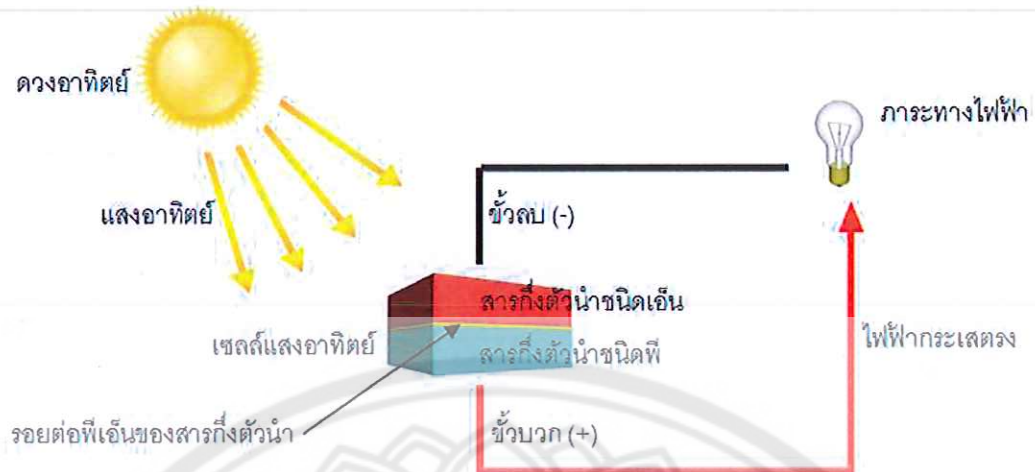 ดวงอาทิตย์
ภาระทางไฟฟ้า
แสงอาทิตย์
ขั้วลบ (-)
สารกึ่งตัวนำชนิดเอ็น
เซลล์แสงอาทิตย์
สารกึ่งตัวนำชนิดพี
ไฟฟ้ากระแสตรง
รอยต่อพีเอ็นของสารกึ่งตัวนำ
ขั้วบวก (+)